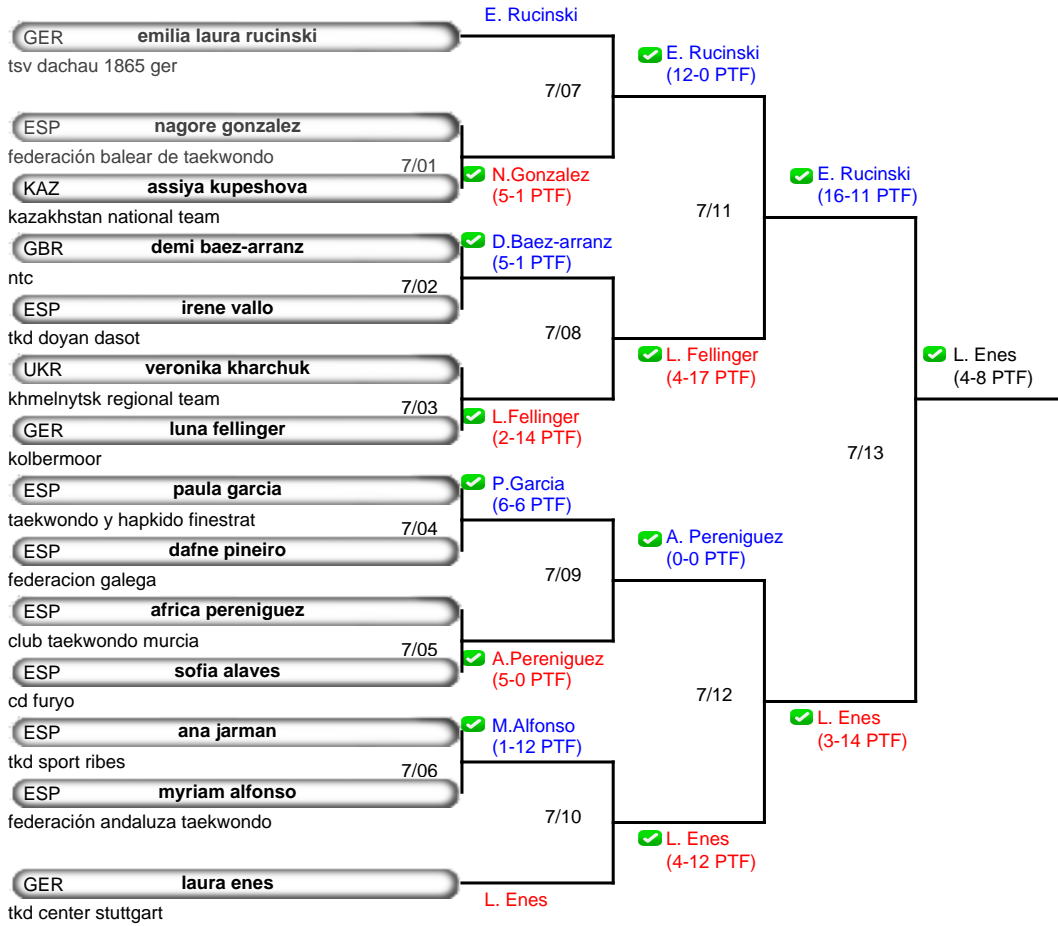 E. Rucinski
GER emilia laura rucinski
tsv dachau 1865 ger
E. Rucinski
(12-0 PTF)
7/07
ESP nagore gonzalez
federación balear de taekwondo
7/01
KAZ assiya kupeshova
kazakhstan national team
N.Gonzalez
(5-1 PTF)
E. Rucinski
(16-11 PTF)
7/11
GBR demi baez-arranz
ntc
D.Baez-arranz
(5-1 PTF)
7/02
ESP irene vallo
tkd doyan dasot
7/08
UKR veronika kharchuk
khmelnytsk regional team
L. Fellinger
(4-17 PTF)
L. Enes
(4-8 PTF)
7/03
GER luna fellinger
kolbermoor
L.Fellinger
(2-14 PTF)
7/13
ESP paula garcia
taekwondo y hapkido finestrat
P.Garcia
(6-6 PTF)
7/04
ESP dafne pineiro
federacion galega
A. Pereniguez
(0-0 PTF)
7/09
ESP africa pereniguez
club taekwondo murcia
7/05
ESP sofia alaves
cd furyo
A.Pereniguez
(5-0 PTF)
7/12
ESP ana jarman
tkd sport ribes
M.Alfonso
(1-12 PTF)
L. Enes
(3-14 PTF)
7/06
ESP myriam alfonso
federación andaluza taekwondo
7/10
L. Enes
(4-12 PTF)
GER laura enes
tkd center stuttgart
L. Enes